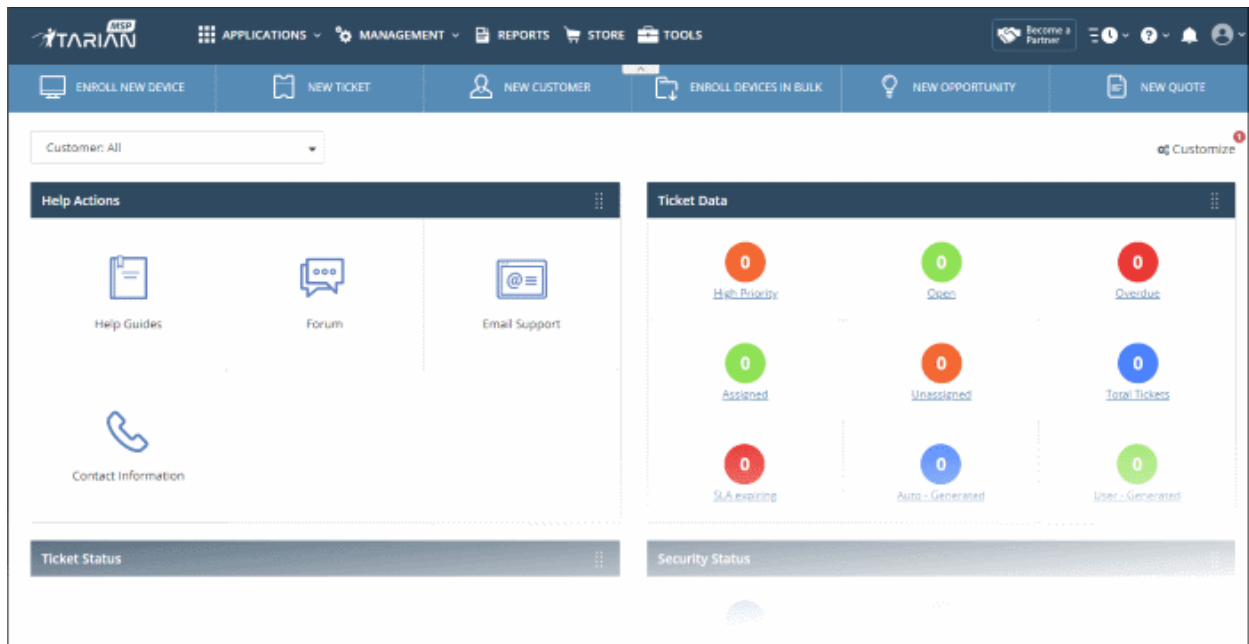 MSP
ITARIAN
APPLICATIONS
MANAGEMENT
REPORTS
STORE
TOOLS
Become a
Partner
ENROLL NEW DEVICE
NEW TICKET
NEW CUSTOMER
ENROLL DEVICES IN BULK
NEW OPPORTUNITY
NEW QUOTE
Customer: All
1
Customize
Help Actions
Help Guides
Forum
@
Email Support
Contact Information
Ticket Data
0
High Priority
0
Open
0
Overdue
0
Assigned
0
Unassigned
0
Total Tickets
0
SLA expiring
0
Auto - Generated
0
User - Generated
Ticket Status
Security Status